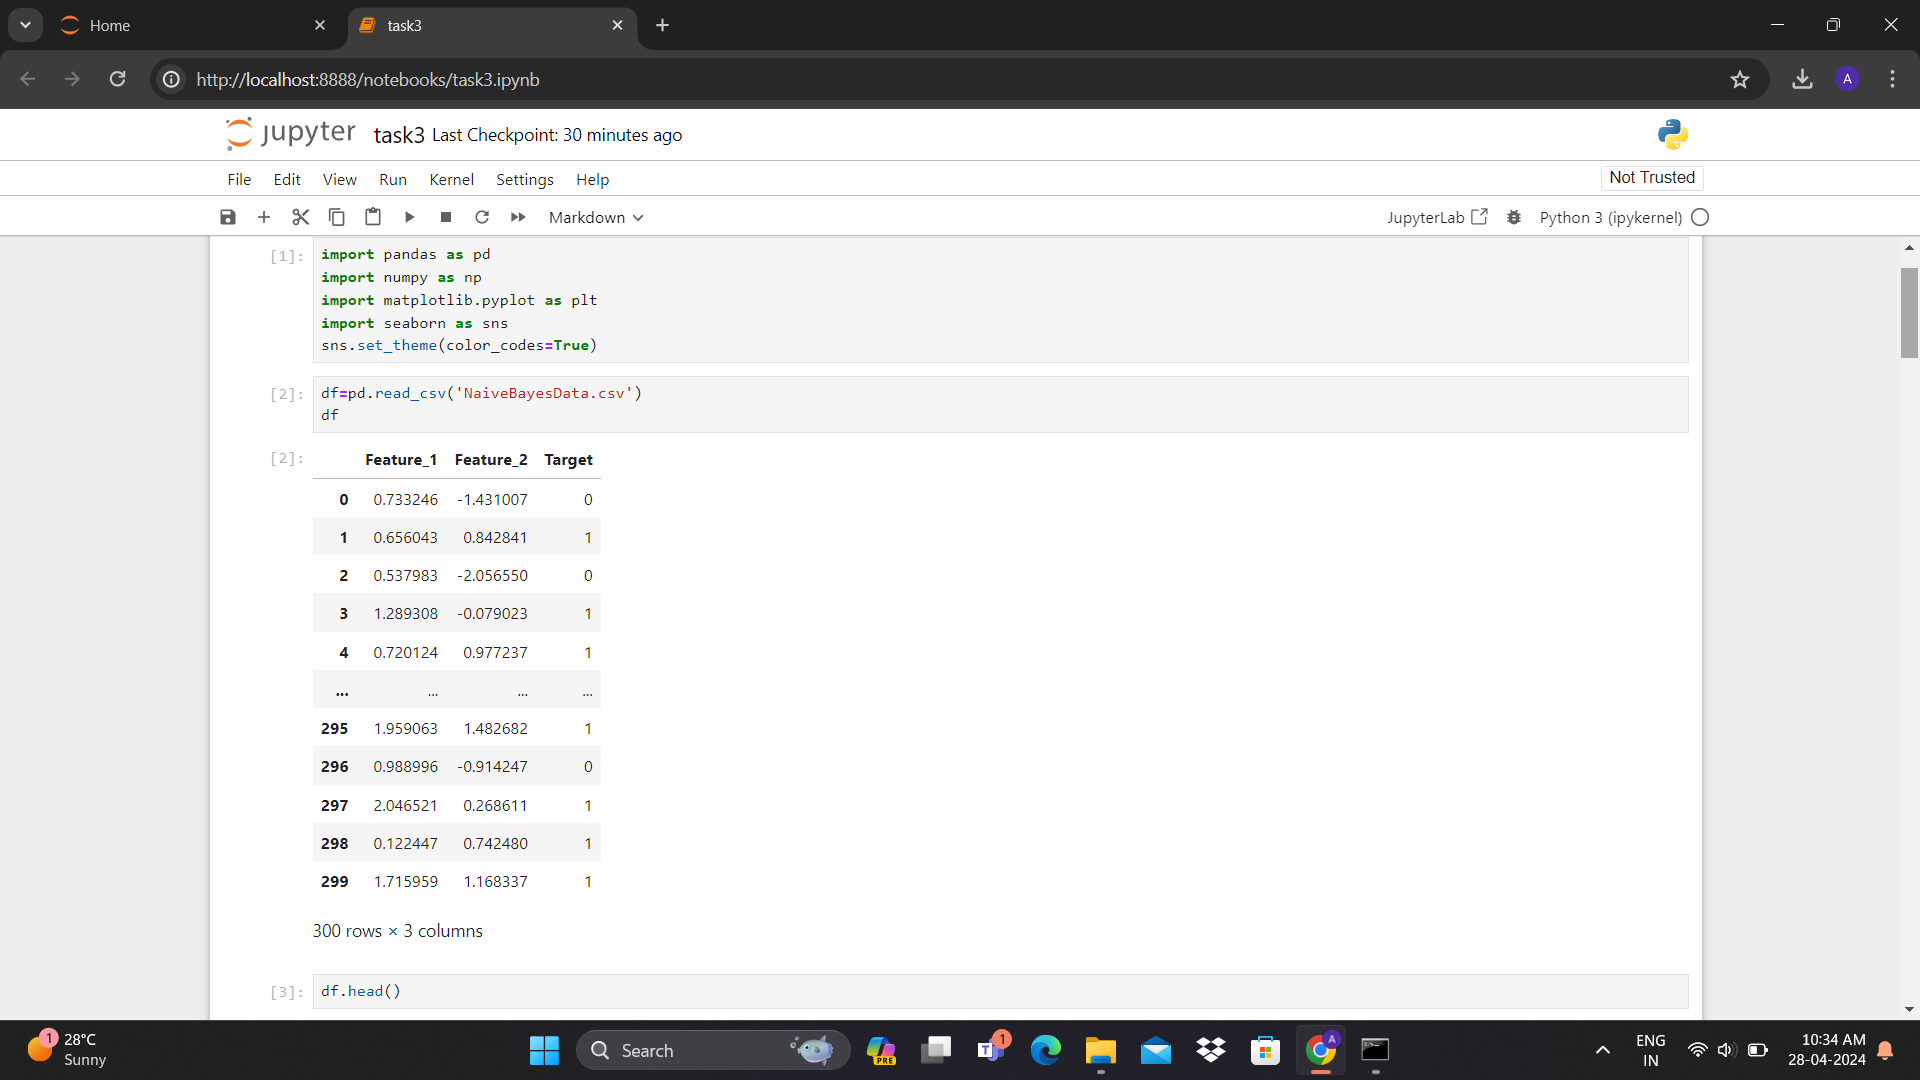 Home
task3
http://localhost:8888/notebooks/task3.ipynb
A
jupyter task3 Last Checkpoint: 30 minutes ago
File Edit View Run Kernel Settings Help
Not Trusted
Markdown
JupyterLab
Python 3 (ipykernel)
[1]:
import pandas as pd
import numpy as np
import matplotlib.pyplot as plt
import seaborn as sns
sns.set_theme(color_codes=True)
[2]:
df=pd.read_csv('NaiveBayesData.csv')
df
[2]:
Feature_1 Feature_2 Target
0 0.733246 -1.431007 0
1 0.656043 0.842841 1
2 0.537983 -2.056550 0
3 1.289308 -0.079023 1
4 0.720124 0.977237 1
... ... ... ...
295 1.959063 1.482682 1
296 0.988996 -0.914247 0
297 2.046521 0.268611 1
298 0.122447 0.742480 1
299 1.715959 1.168337 1
300 rows × 3 columns
[3]:
df.head()
1
28°C
Sunny
Search
PRE
T
1
A
ENG
IN
10:34 AM
28-04-2024